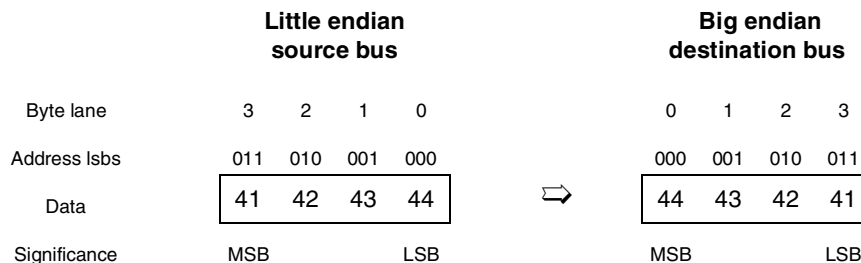 Little endian Big endian
source bus destination bus
Byte lane 3 2 1 0 0 1 2 3
Address lsbs 011 010 001 000 000 001 010 011
Data 41 42 43 44 ⇨ 44 43 42 41
Significance MSB LSB MSB LSB